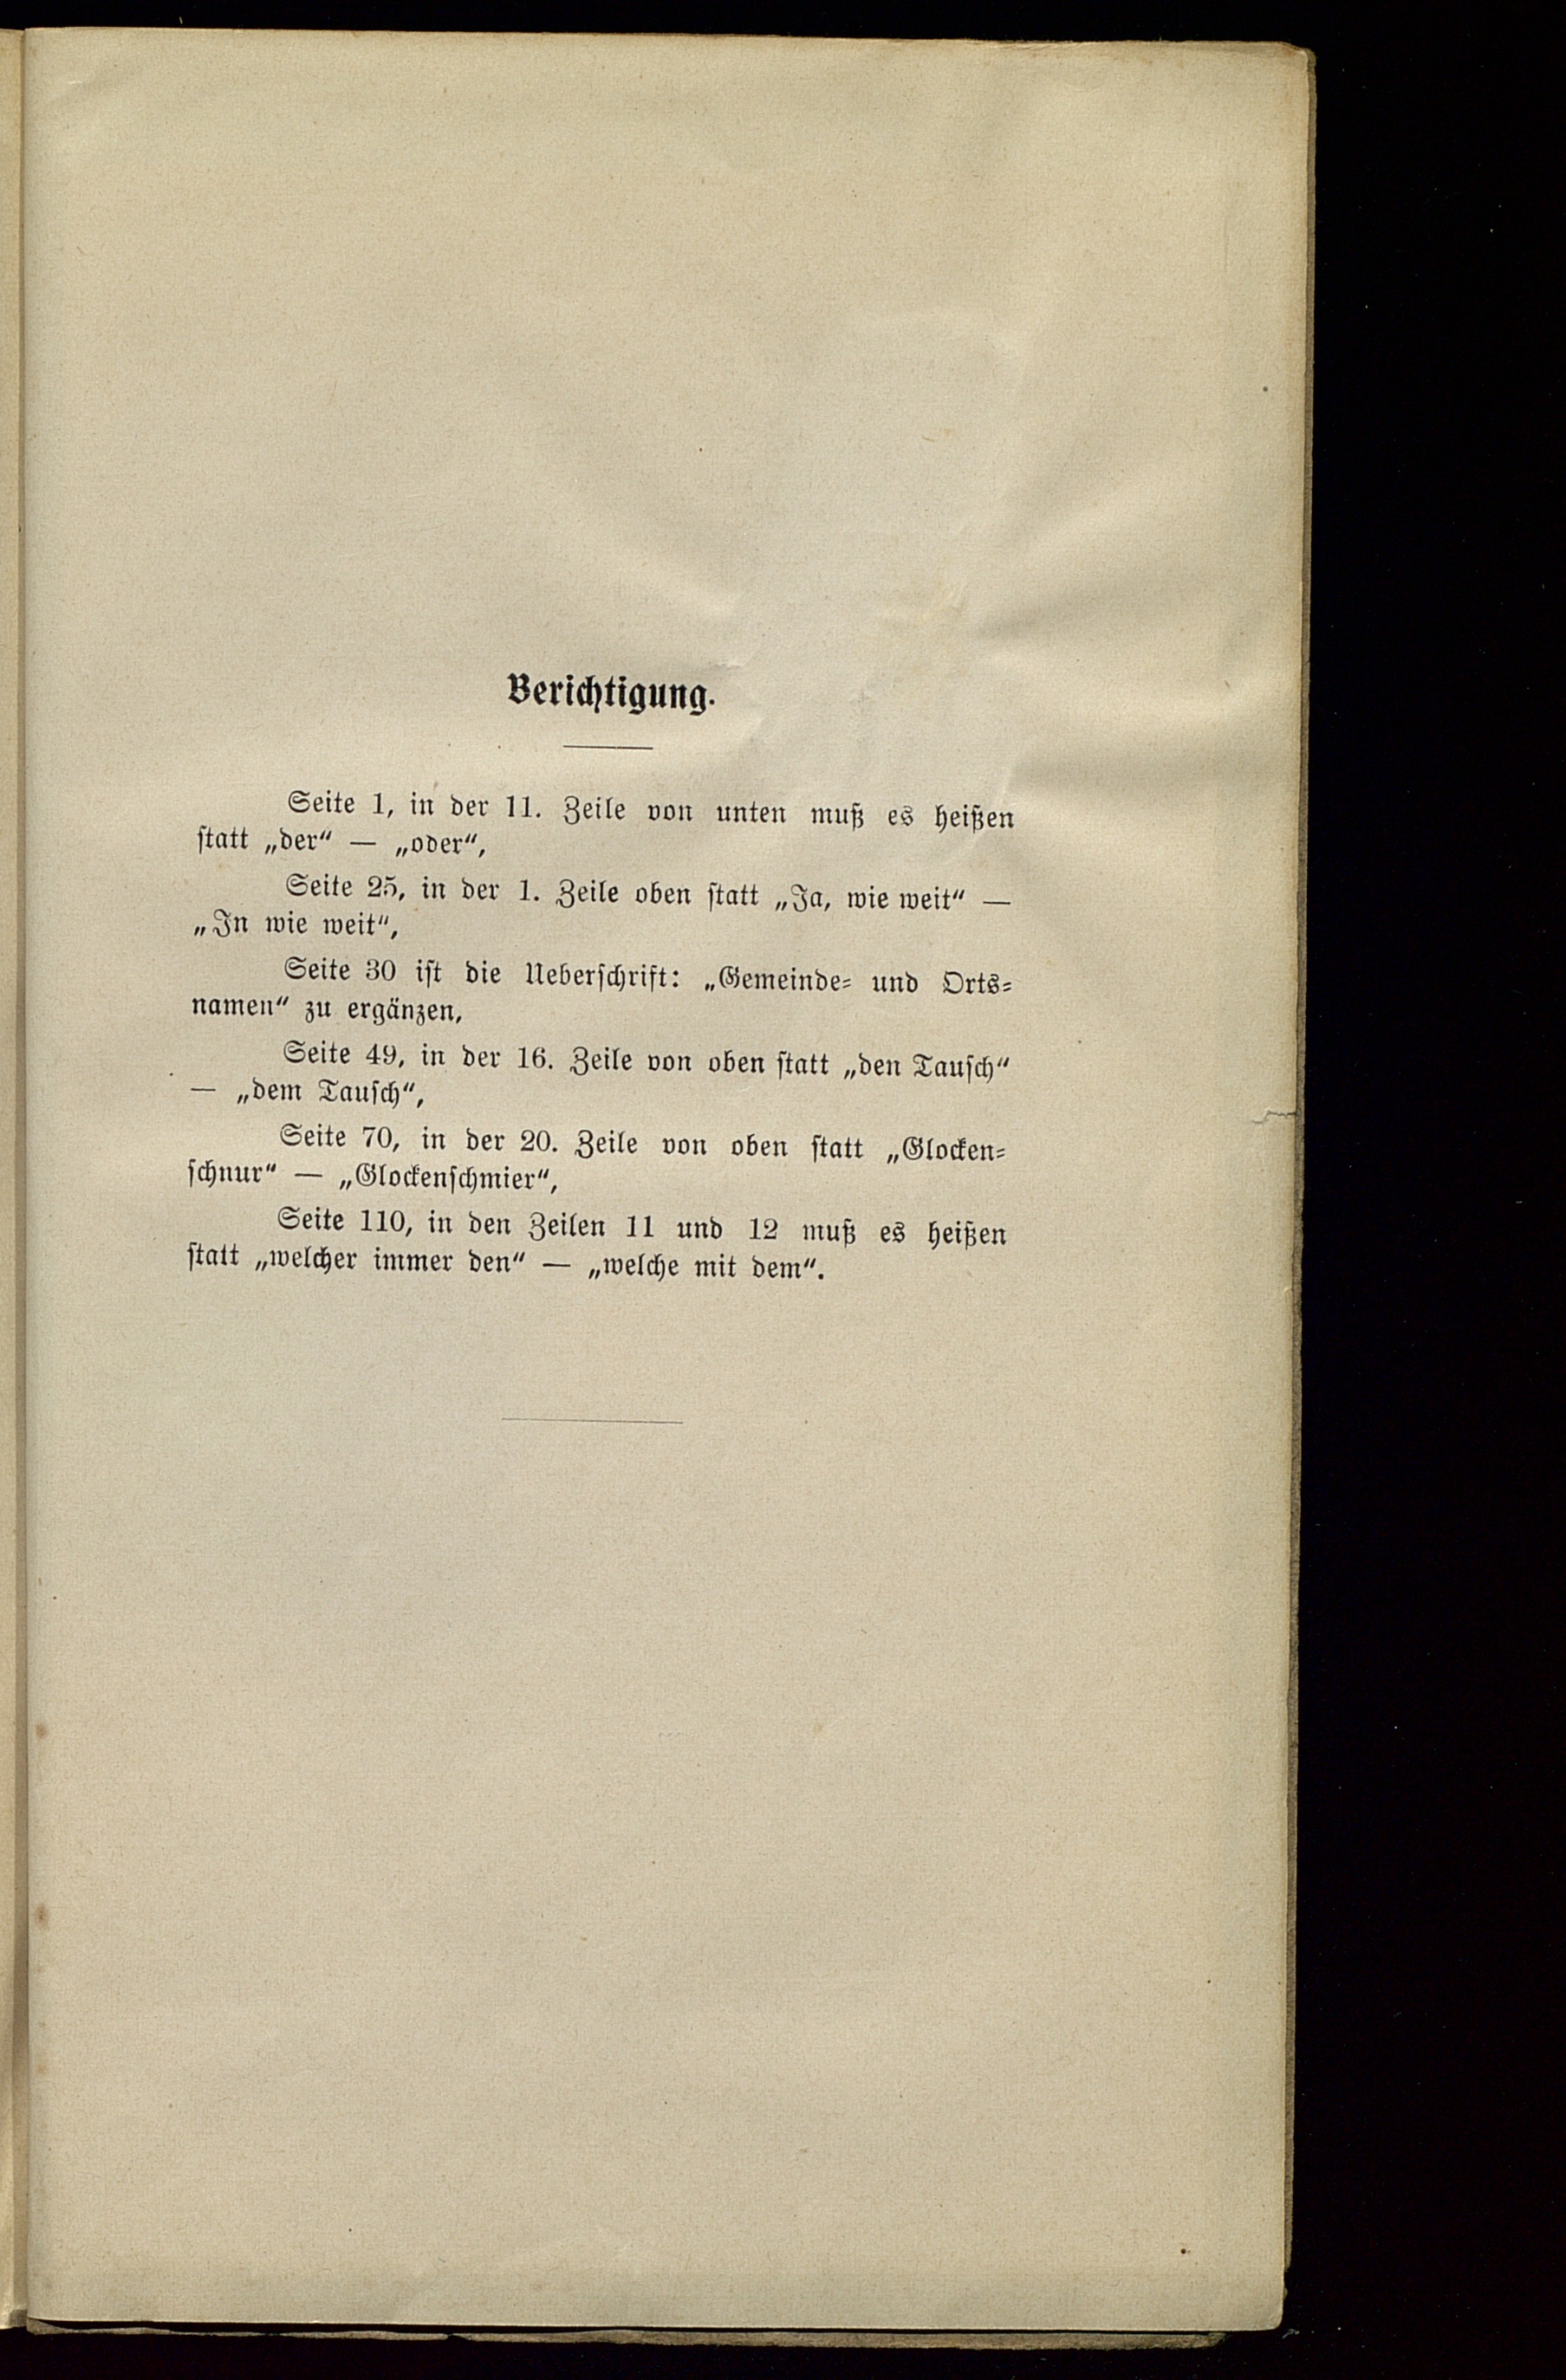 Berichtigung.
Seite 1, in der 11. Zeile von unten muß es heißen
statt „der“ — „oder“,
Seite 25, in der 1. Zeile oben statt „Ja, wie weit“ —
„In wie weit“,
Seite 30 ist die Ueberschrift: „Gemeinde- und Orts-
namen“ zu ergänzen,
Seite 49, in der 16. Zeile von oben statt „den Tausch“
— „dem Tausch“,
Seite 70, in der 20. Zeile von oben statt „Glocken-
schnur“ — „Glockenschmier“,
Seite 110, in den Zeilen 11 und 12 muß es heißen
statt „welcher immer den“ — „welche mit dem“.